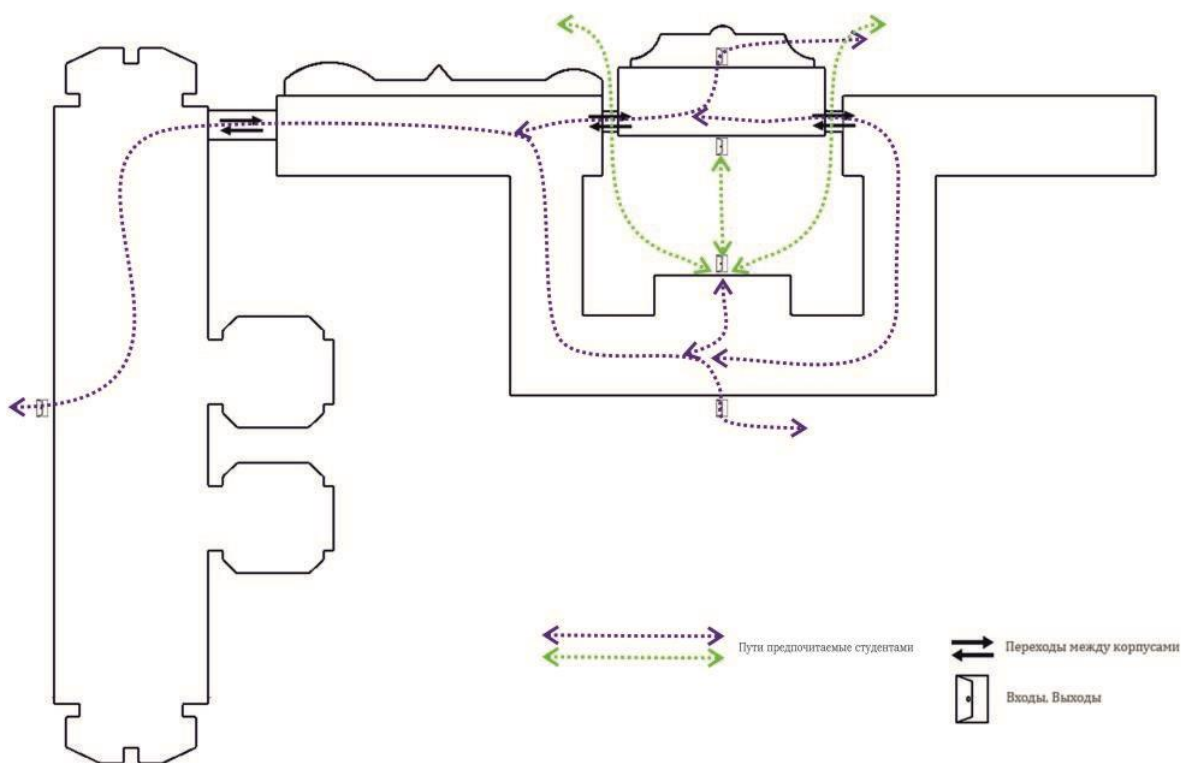 Пути предпочитаемые студентами
Переходы между корпусами
Входы, Выходы